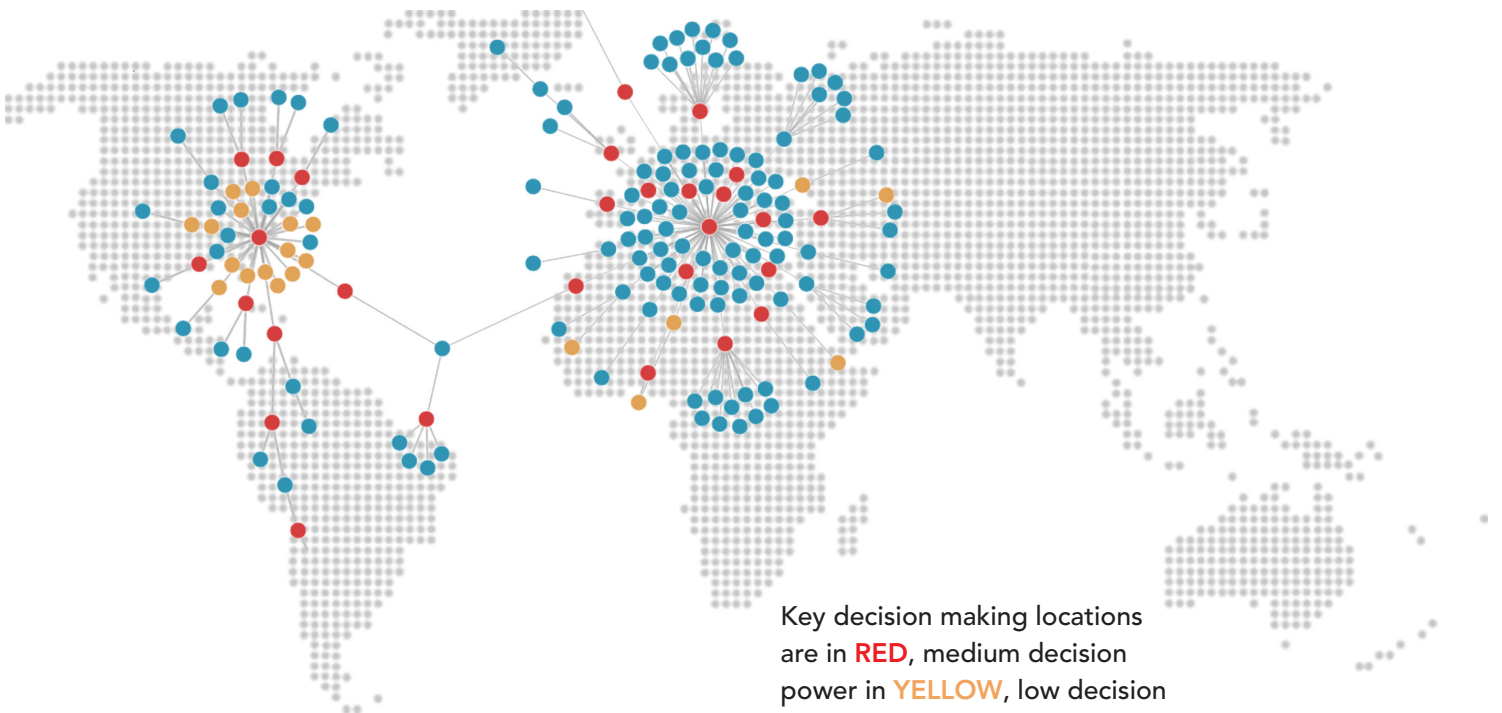 Key decision making locations
are in RED, medium decision
power in YELLOW, low decision